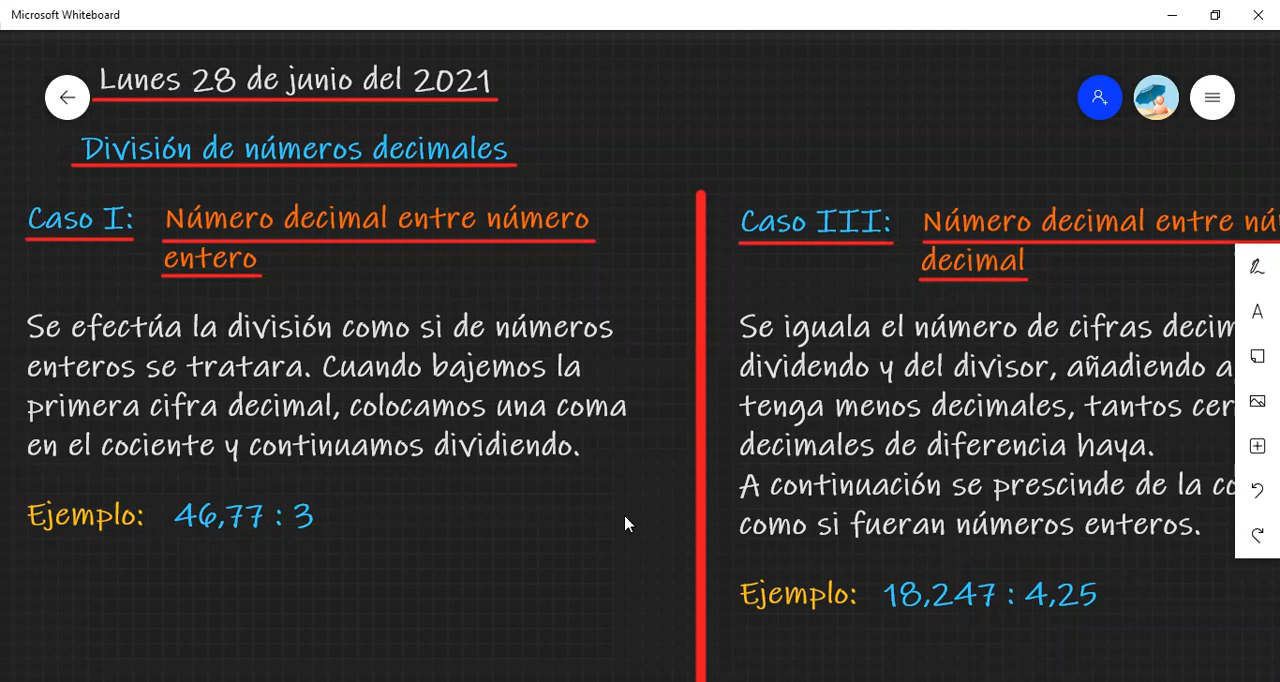 Microsoft Whiteboard
Lunes 28 de junio del 2021
División de números decimales
Caso I: Número decimal entre número
entero
Se efectúa la división como si de números
enteros se tratara. Cuando bajemos la
primera cifra decimal, colocamos una coma
en el cociente y continuamos dividiendo.
Ejemplo: 46,77 : 3
Caso III: Número decimal entre
decimal
Se iguala el número de cifras
dividendo y del divisor, añadiendo
tenga menos decimales, tantos
decimales de diferencia haya.
A continuación se prescinde de la
como si fueran números enteros.
Ejemplo: 18,247 : 4,25